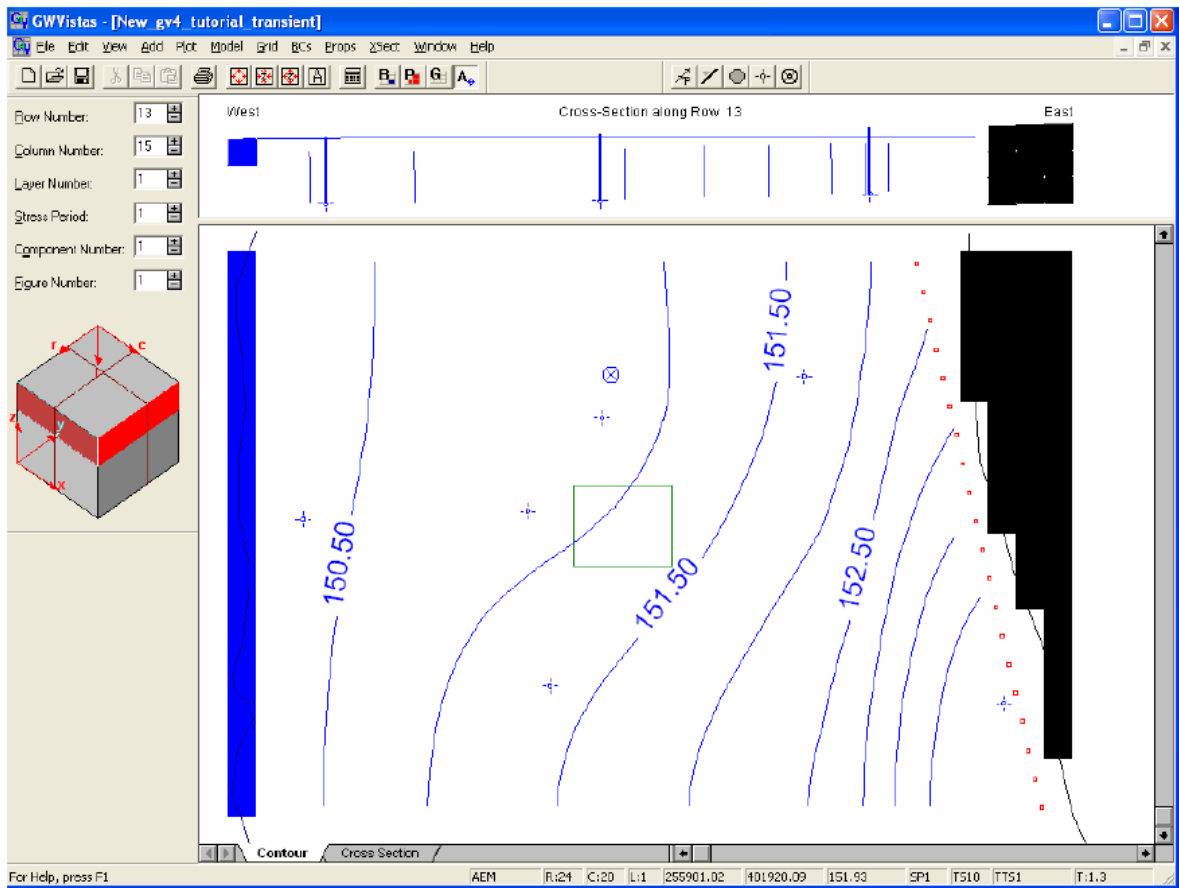 GWVistas - [New_gv4_tutorial_transient]
File Edit View Add Plot Model Grid BCs Props XSect Window Help
B P G A
Row Number: 13
Column Number: 15
Layer Number: 1
Stress Period: 1
Component Number: 1
Figure Number: 1
r c
z y
x
West Cross-Section along Row 13 East
151.50
150.50
151.50
152.50
Contour Cross Section
For Help, press F1 AEM R:24 C:20 L:1 255901.02 401920.09 151.93 SP1 TS10 TTS1 T:1.3